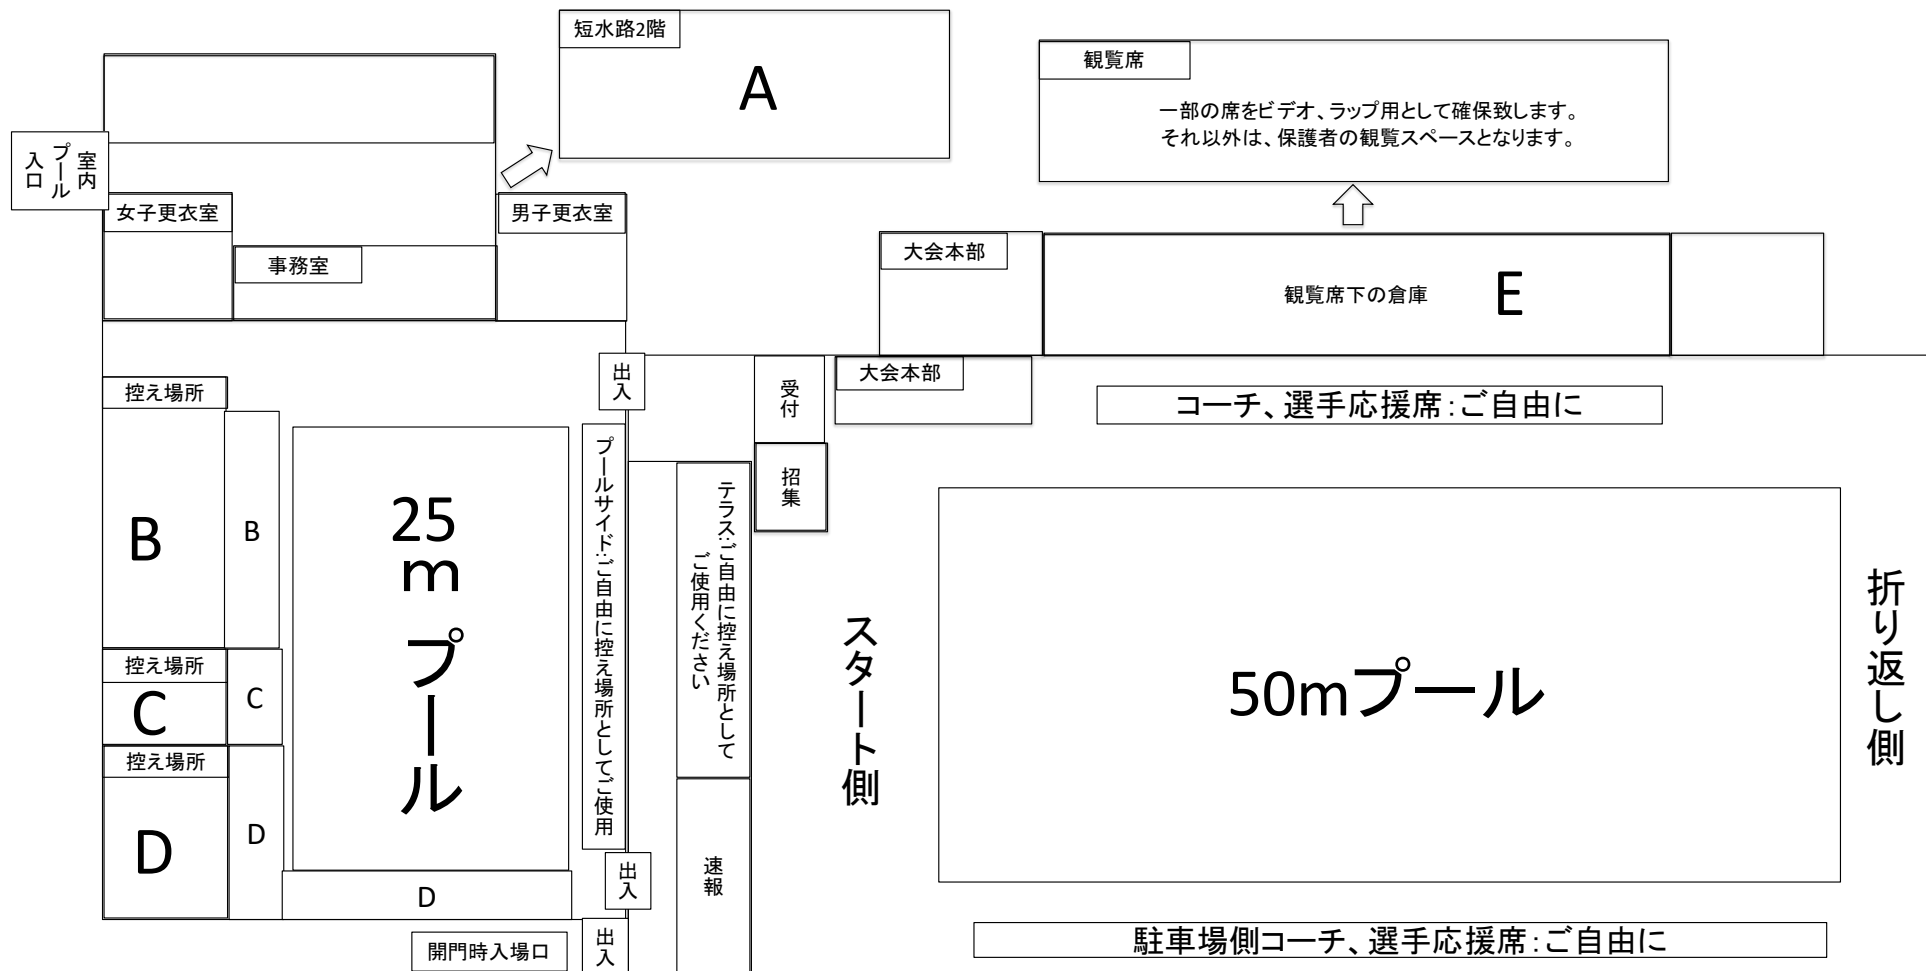 短水路2階
A
観覧席
一部の席をビデオ、ラップ用として確保致します。
それ以外は、保護者の観覧スペースとなります。
室内
プール
入口
女子更衣室
男子更衣室
事務室
大会本部
観覧席下の倉庫
E
出入
受付
大会本部
コーチ、選手応援席:ご自由に
控え場所
B
B
25
m
プール
プールサイド:ご自由に控え場所としてご使用
テラス:ご自由に控え場所として
ご使用ください
招集
スタート側
50mプール
折り返し側
控え場所
C
C
控え場所
D
D
D
出入
速報
開門時入場口
出入
駐車場側コーチ、選手応援席:ご自由に